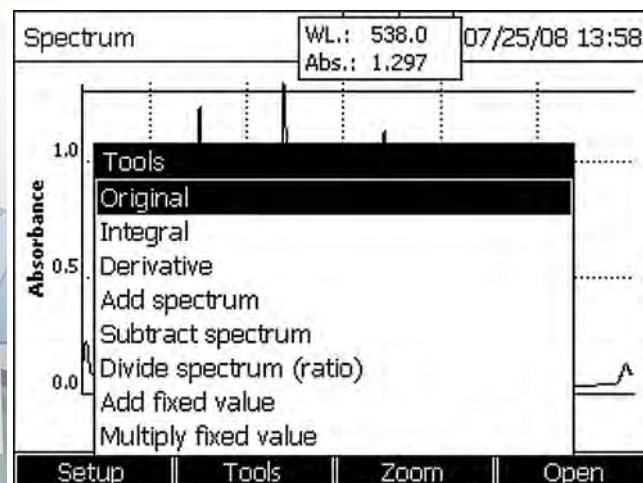 Spectrum
WL.: 538.0
Abs.: 1.297
07/25/08 13:58
1.0
0.5
0.0
Absorbance
Tools
Original
Integral
Derivative
Add spectrum
Subtract spectrum
Divide spectrum (ratio)
Add fixed value
Multiply fixed value
Setup Tools Zoom Open